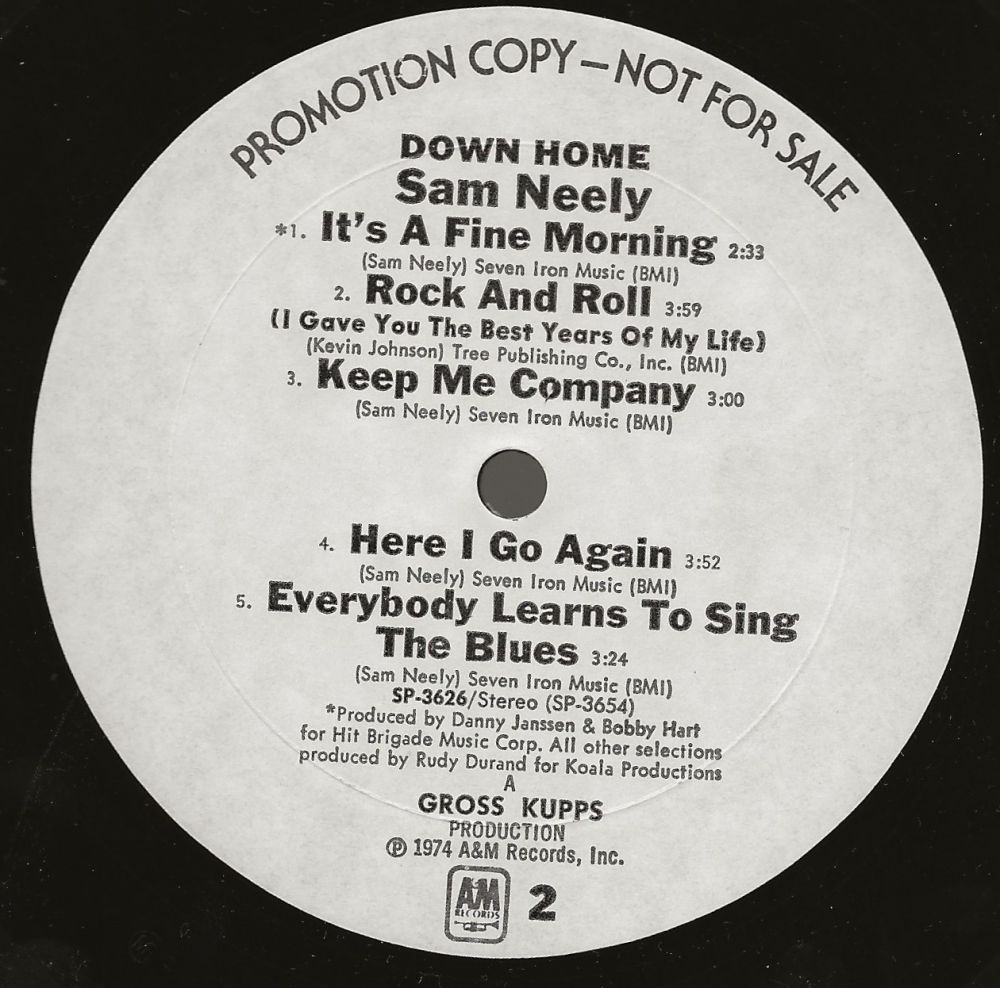 PROMOTION COPY — NOT FOR SALE
DOWN HOME
Sam Neely
*1. It's A Fine Morning 2:33
(Sam Neely) Seven Iron Music (BMI)
2. Rock And Roll 3:59
(I Gave You The Best Years Of My Life)
(Kevin Johnson) Tree Publishing Co., Inc. (BMI)
3. Keep Me Company 3:00
(Sam Neely) Seven Iron Music (BMI)
4. Here I Go Again 3:52
(Sam Neely) Seven Iron Music (BMI)
5. Everybody Learns To Sing
The Blues 3:24
(Sam Neely) Seven Iron Music (BMI)
SP-3626/Stereo (SP-3654)
*Produced by Danny Janssen & Bobby Hart
for Hit Brigade Music Corp. All other selections
produced by Rudy Durand for Koala Productions
A
GROSS KUPPS
PRODUCTION
℗ 1974 A&M Records, Inc.
A&M
RECORDS
2